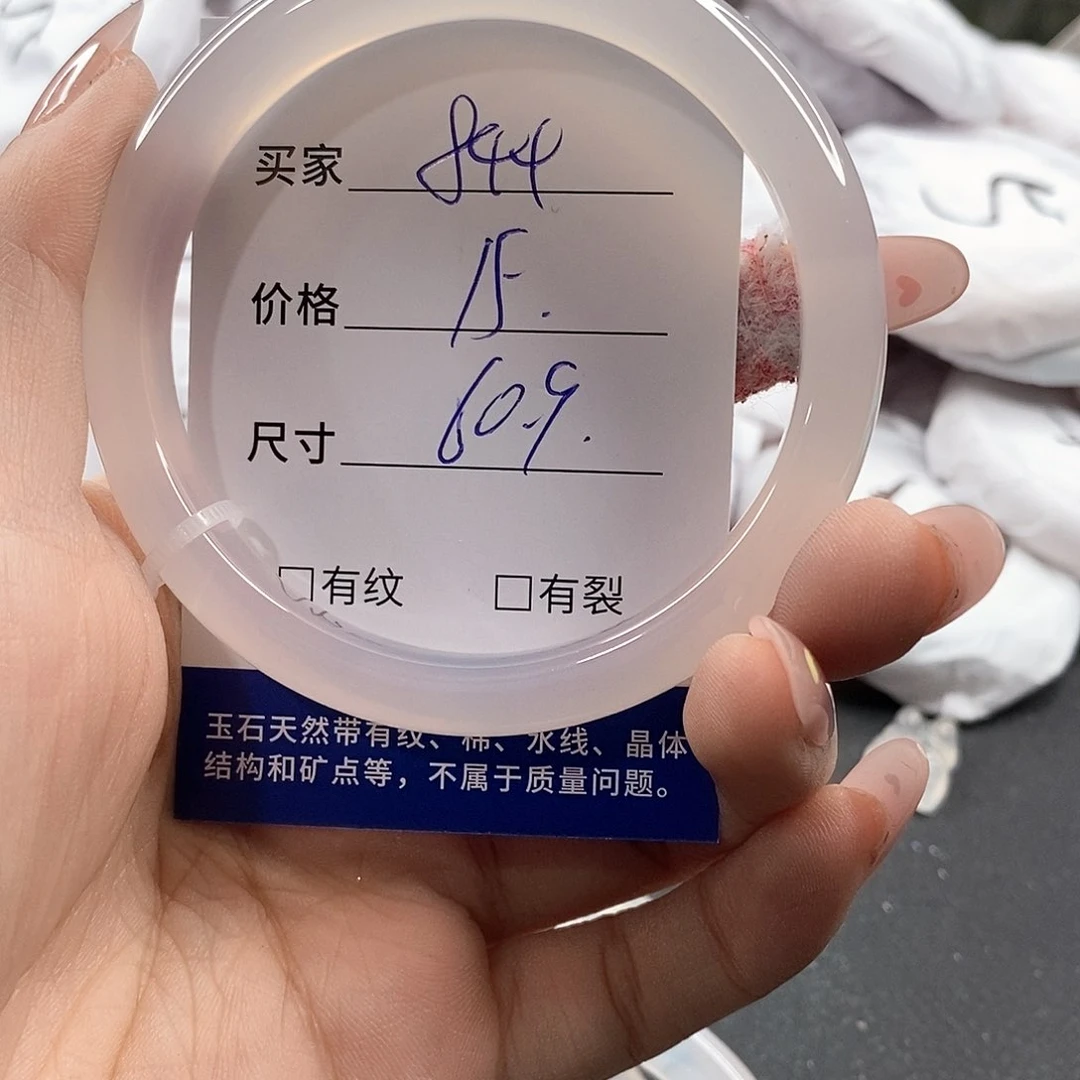 买家 844
价格 15.
尺寸 60.9.
□有纹 □有裂
玉石天然带有纹、棉、水线、晶体
结构和矿点等，不属于质量问题。
5